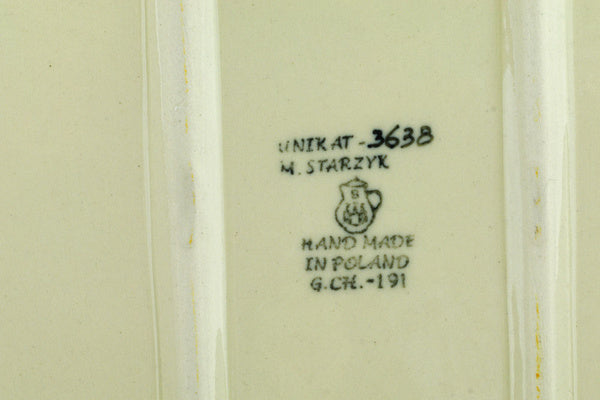 UNIKAT-3638
M. STARZYK
S
HAND MADE
IN POLAND
G.CH.-191